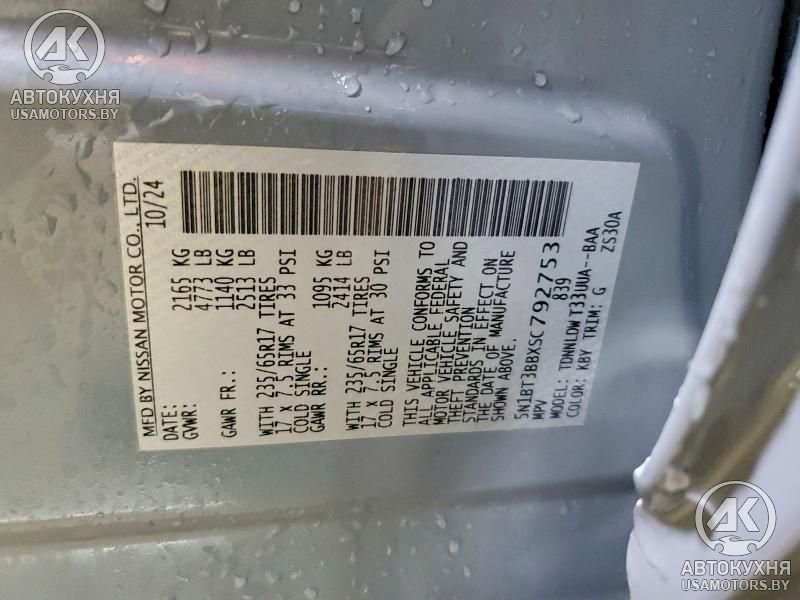 АК
АВТОКУХНЯ
USAMOTORS.BY
MFD BY NISSAN MOTOR CO., LTD.
DATE: 10/24
GVWR: 2165 KG
4773 LB
GAWR FR.: 1140 KG
2513 LB
WITH 235/65R17 TIRES
17 X 7.5 RIMS AT 33 PSI
COLD SINGLE
GAWR RR.: 1095 KG
2414 LB
WITH 235/65R17 TIRES
17 X 7.5 RIMS AT 30 PSI
COLD SINGLE
THIS VEHICLE CONFORMS TO
ALL APPLICABLE FEDERAL
MOTOR VEHICLE SAFETY AND
THEFT PREVENTION
STANDARDS IN EFFECT ON
THE DATE OF MANUFACTURE
SHOWN ABOVE.
5N1BT3BBXSC792753
MPV 839
MODEL: TDNNLDWT33UUA--BAA
COLOR: KBY TRIM: G ZS30A
АК
АВТОКУХНЯ
USAMOTORS.BY